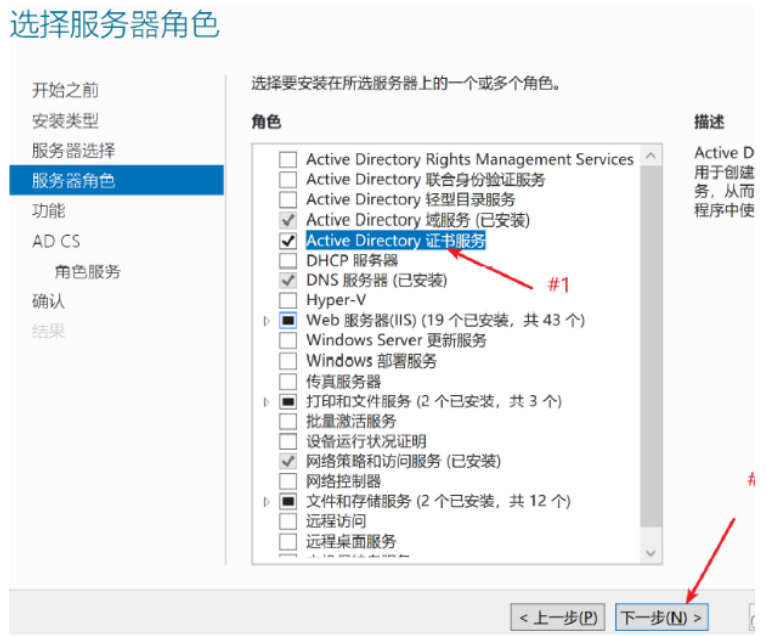 选择服务器角色
开始之前
安装类型
服务器选择
服务器角色
功能
AD CS
角色服务
确认
结果
选择要安装在所选服务器上的一个或多个角色。
角色
Active Directory Rights Management Services
Active Directory 联合身份验证服务
Active Directory 轻型目录服务
Active Directory 域服务 (已安装)
Active Directory 证书服务
DHCP 服务器
#1
DNS 服务器 (已安装)
Hyper-V
Web 服务器(IIS) (19 个已安装，共 43 个)
Windows Server 更新服务
Windows 部署服务
传真服务器
打印和文件服务 (2 个已安装，共 3 个)
批量激活服务
设备运行状况证明
网络策略和访问服务 (已安装)
网络控制器
文件和存储服务 (2 个已安装，共 12 个)
远程访问
远程桌面服务
描述
Active D
用于创建
务，从而
程序中使
#
< 上一步(P)
下一步(N) >